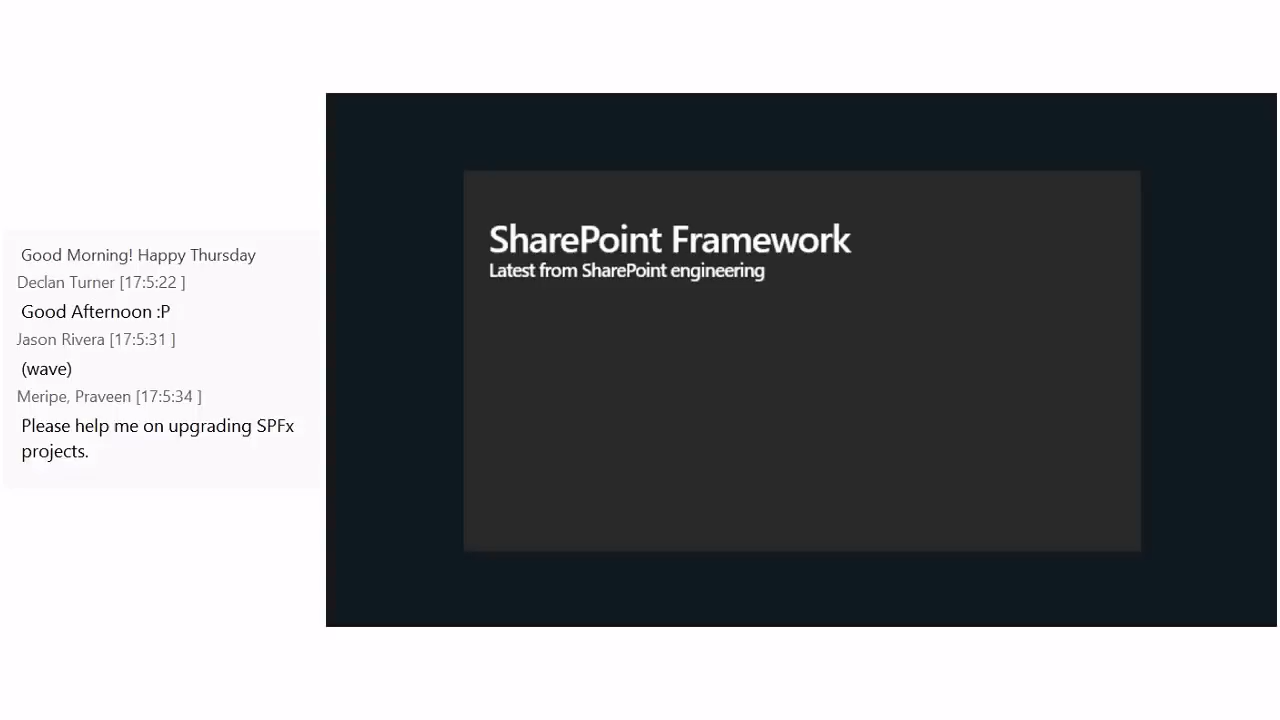 Good Morning! Happy Thursday
Declan Turner [17:5:22 ]
Good Afternoon :P
Jason Rivera [17:5:31 ]
(wave)
Meripe, Praveen [17:5:34 ]
Please help me on upgrading SPFx
projects.
SharePoint Framework
Latest from SharePoint engineering